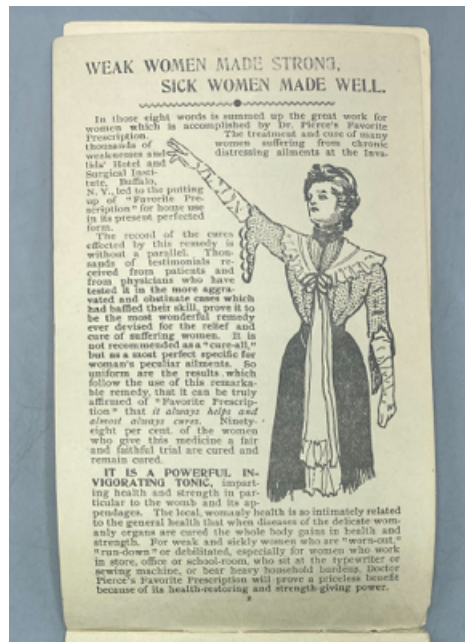 WEAK WOMEN MADE STRONG,
SICK WOMEN MADE WELL.
In those eight words is summed up the great work for
women which is accomplished by Dr. Pierce's Favorite
Prescription. The treatment and cure of many
thousands of women suffering from chronic
weaknesses and distressing ailments at the Inva-
lids' Hotel and
Surgical Insti-
tute, Buffalo,
N. Y., led to the putting
up of "Favorite Pre-
scription" for home use
in its present perfected
form.
The record of the cures
effected by this remedy is
without a parallel. Thou-
sands of testimonials re-
ceived from patients and
from physicians who have
tested it in the more aggra-
vated and obstinate cases which
had baffled their skill, prove it to
be the most wonderful remedy
ever devised for the relief and
cure of suffering women. It is
not recommended as a "cure-all,"
but as a most perfect specific for
woman's peculiar ailments. So
uniform are the results which
follow the use of this remarka-
ble remedy, that it can be truly
affirmed of "Favorite Prescrip-
tion" that it always helps and
almost always cures. Ninety-
eight per cent. of the women
who give this medicine a fair
and faithful trial are cured and
remain cured.
IT IS A POWERFUL IN-
VIGORATING TONIC, impart-
ing health and strength in par-
ticular to the womb and its ap-
pendages. The local, womanly health is so intimately related
to the general health that when diseases of the delicate wom-
anly organs are cured the whole body gains in health and
strength. For weak and sickly women who are "worn-out,"
"run-down" or debilitated, especially for women who work
in store, office or school-room, who sit at the typewriter or
sewing machine, or bear heavy household burdens, Doctor
Pierce's Favorite Prescription will prove a priceless benefit
because of its health-restoring and strength-giving power.